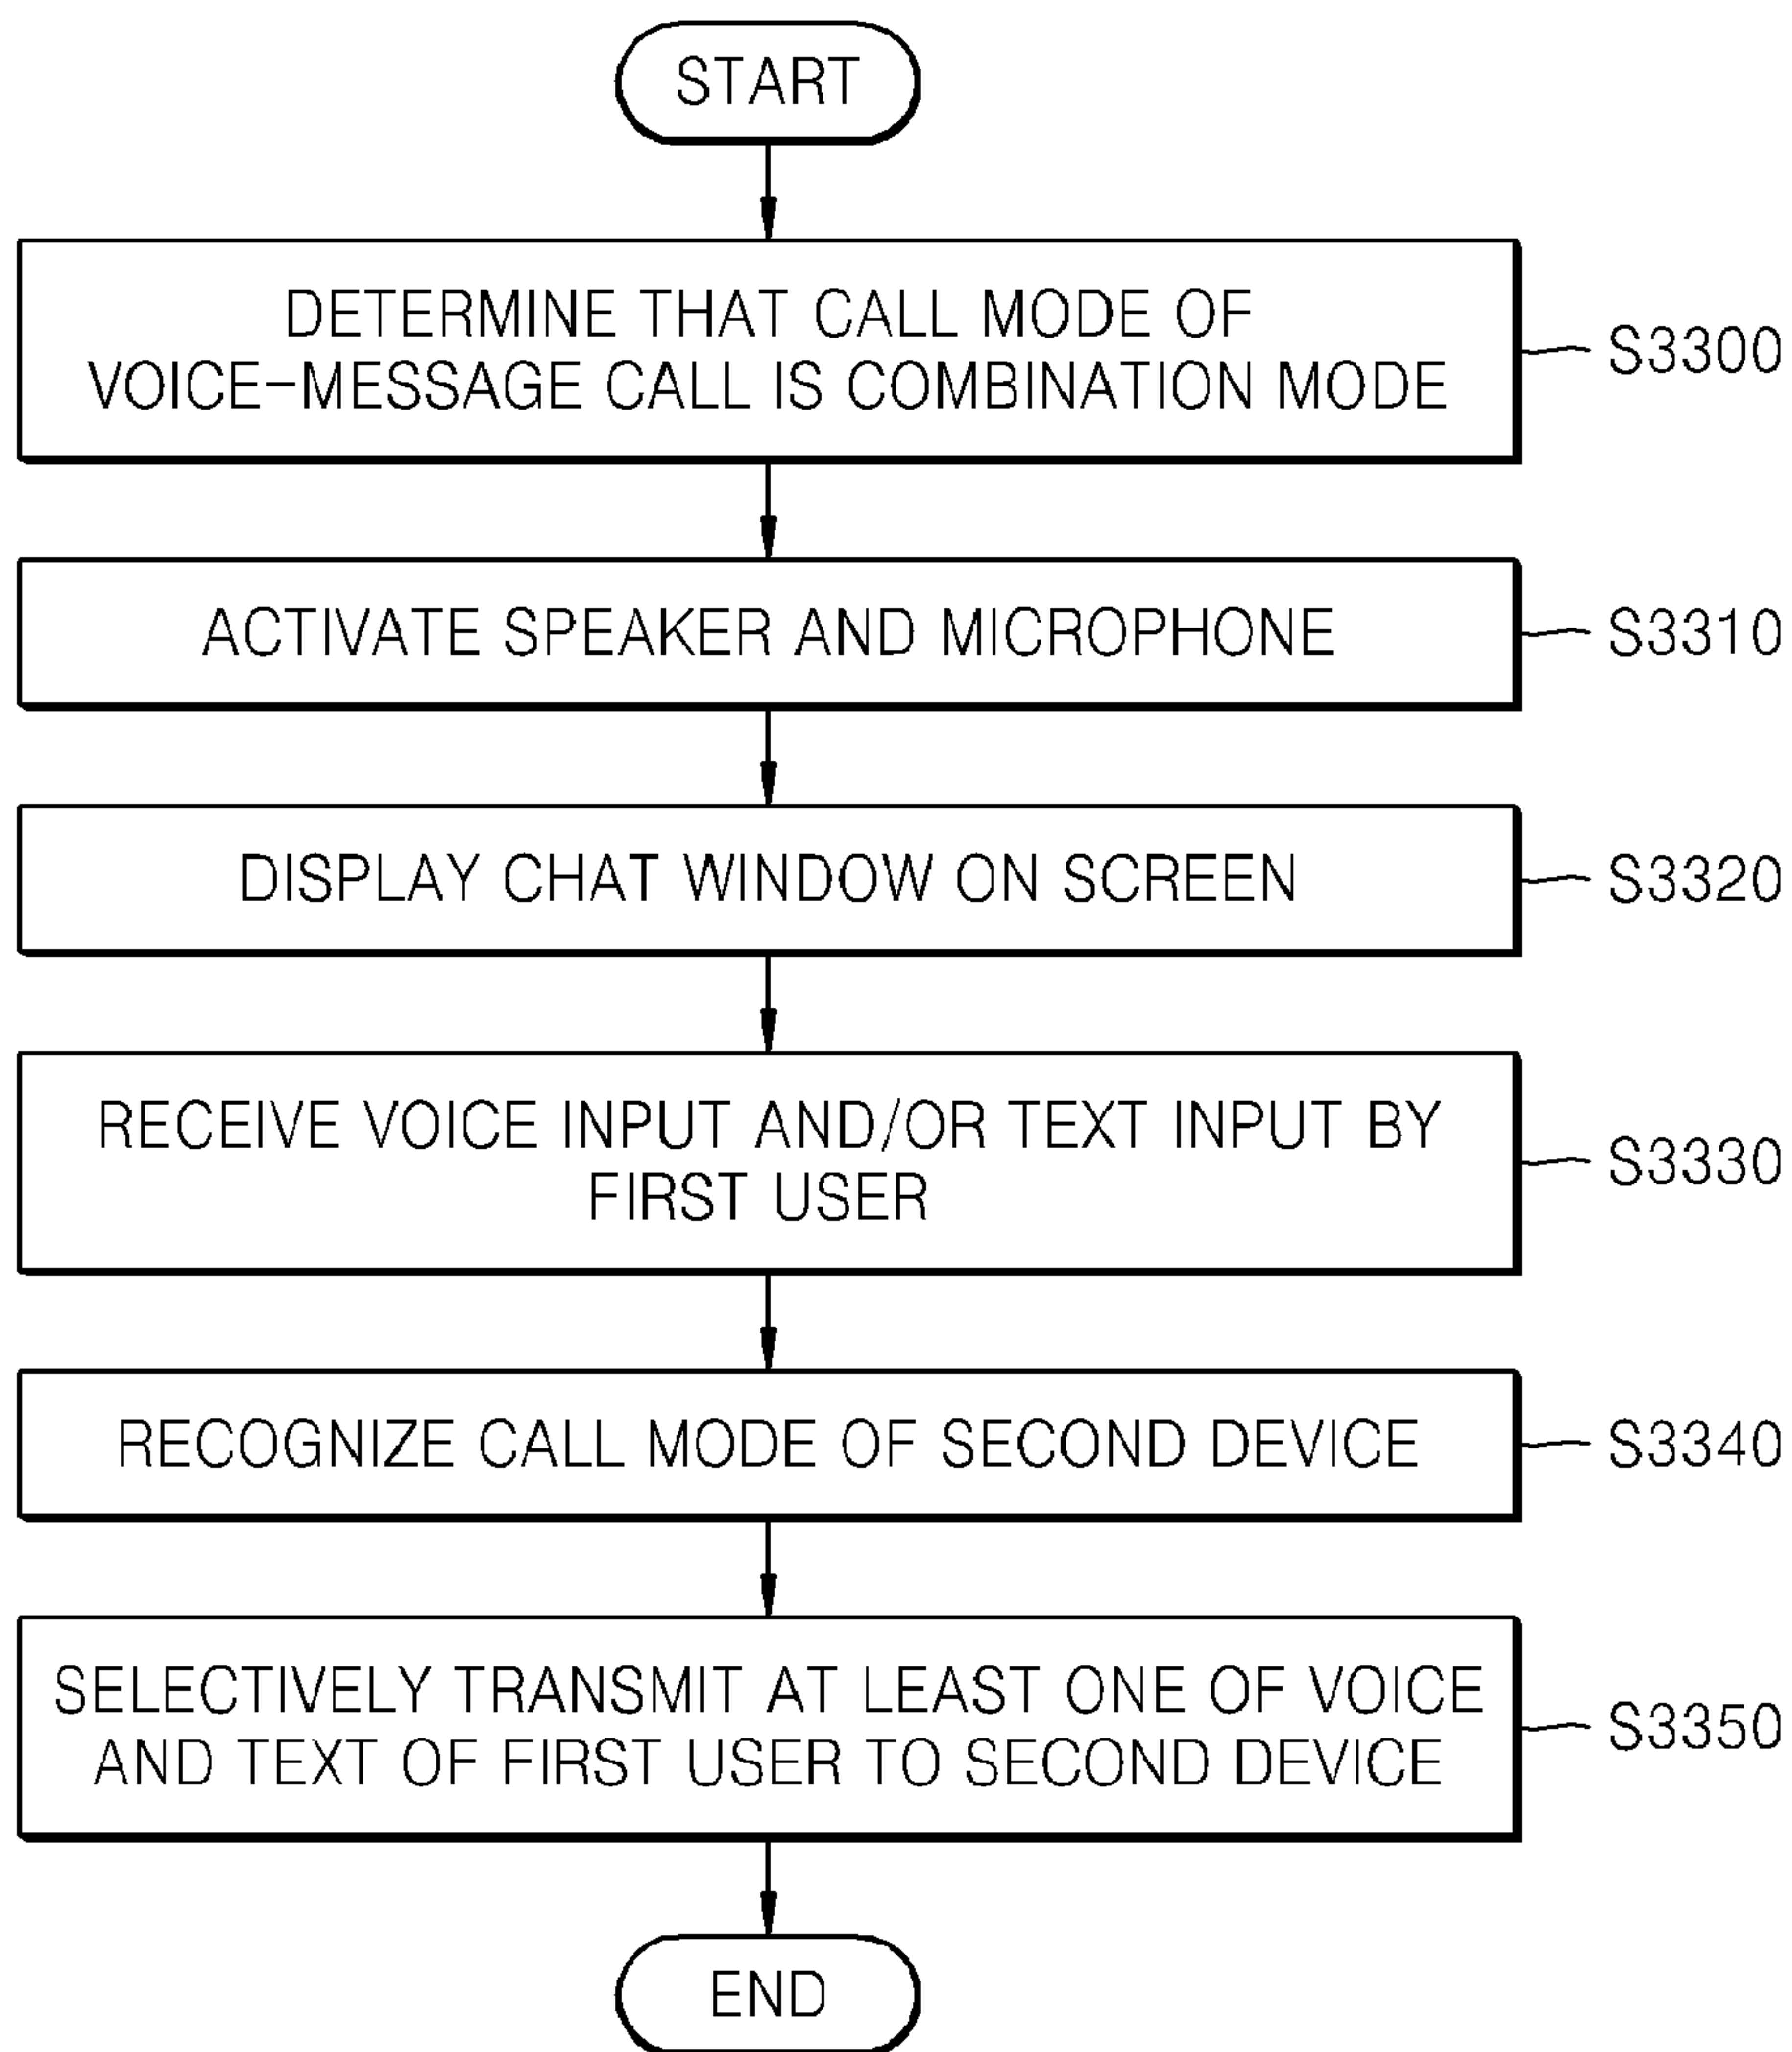 START
DETERMINE THAT CALL MODE OF
VOICE-MESSAGE CALL IS COMBINATION MODE
S3300
ACTIVATE SPEAKER AND MICROPHONE
S3310
DISPLAY CHAT WINDOW ON SCREEN
S3320
RECEIVE VOICE INPUT AND/OR TEXT INPUT BY
FIRST USER
S3330
RECOGNIZE CALL MODE OF SECOND DEVICE
S3340
SELECTIVELY TRANSMIT AT LEAST ONE OF VOICE
AND TEXT OF FIRST USER TO SECOND DEVICE
S3350
END